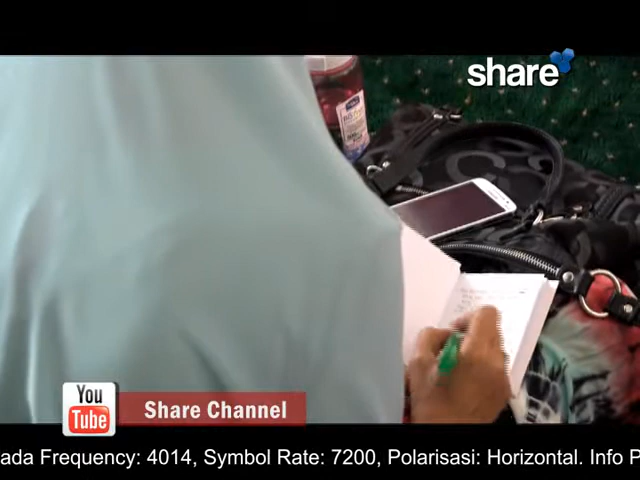 share
You
Tube
Share Channel
ada Frequency: 4014, Symbol Rate: 7200, Polarisasi: Horizontal. Info P